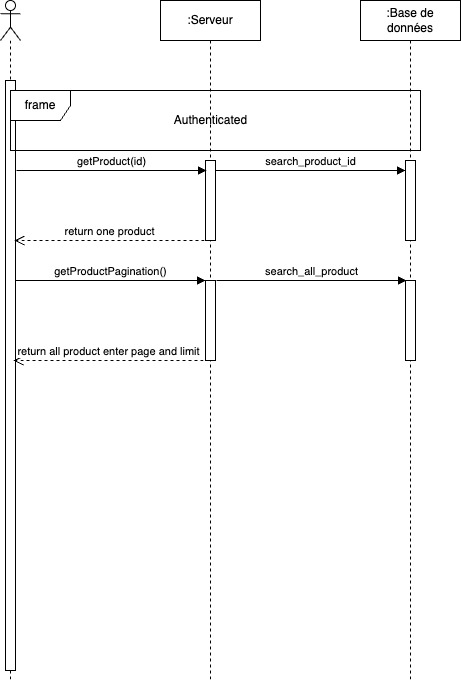 :Serveur
:Base de
données
frame
Authenticated
getProduct(id)
search_product_id
return one product
getProductPagination()
search_all_product
return all product enter page and limit